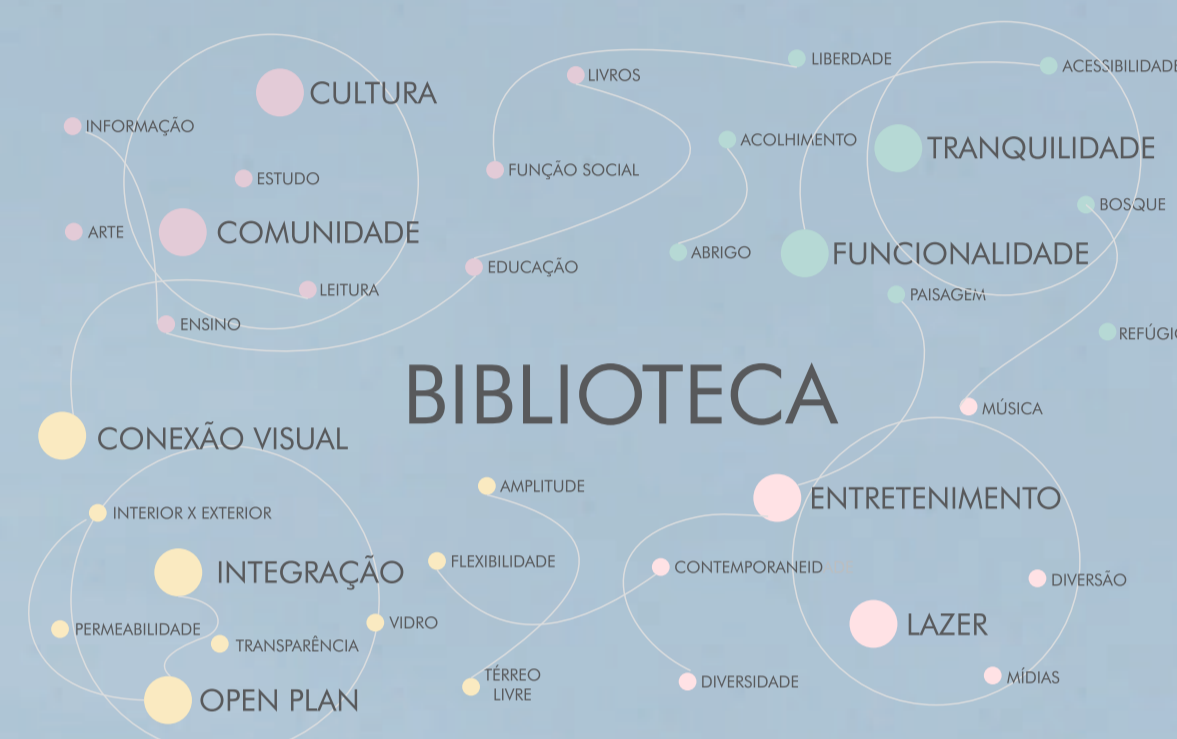 LIBERDADE
ACESSIBILIDADE
LIVROS
CULTURA
INFORMAÇÃO
ACOLHIMENTO
TRANQUILIDADE
FUNÇÃO SOCIAL
ESTUDO
BOSQUE
ARTE
COMUNIDADE
ABRIGO
FUNCIONALIDADE
EDUCAÇÃO
LEITURA
PAISAGEM
ENSINO
REFÚGI
BIBLIOTECA
MÚSICA
CONEXÃO VISUAL
AMPLITUDE
ENTRETENIMENTO
INTERIOR X EXTERIOR
FLEXIBILIDADE
CONTEMPORANEID
INTEGRAÇÃO
DIVERSÃO
VIDRO
LAZER
PERMEABILIDADE
TRANSPARÊNCIA
MÍDIAS
TÉRREO
LIVRE
DIVERSIDADE
OPEN PLAN